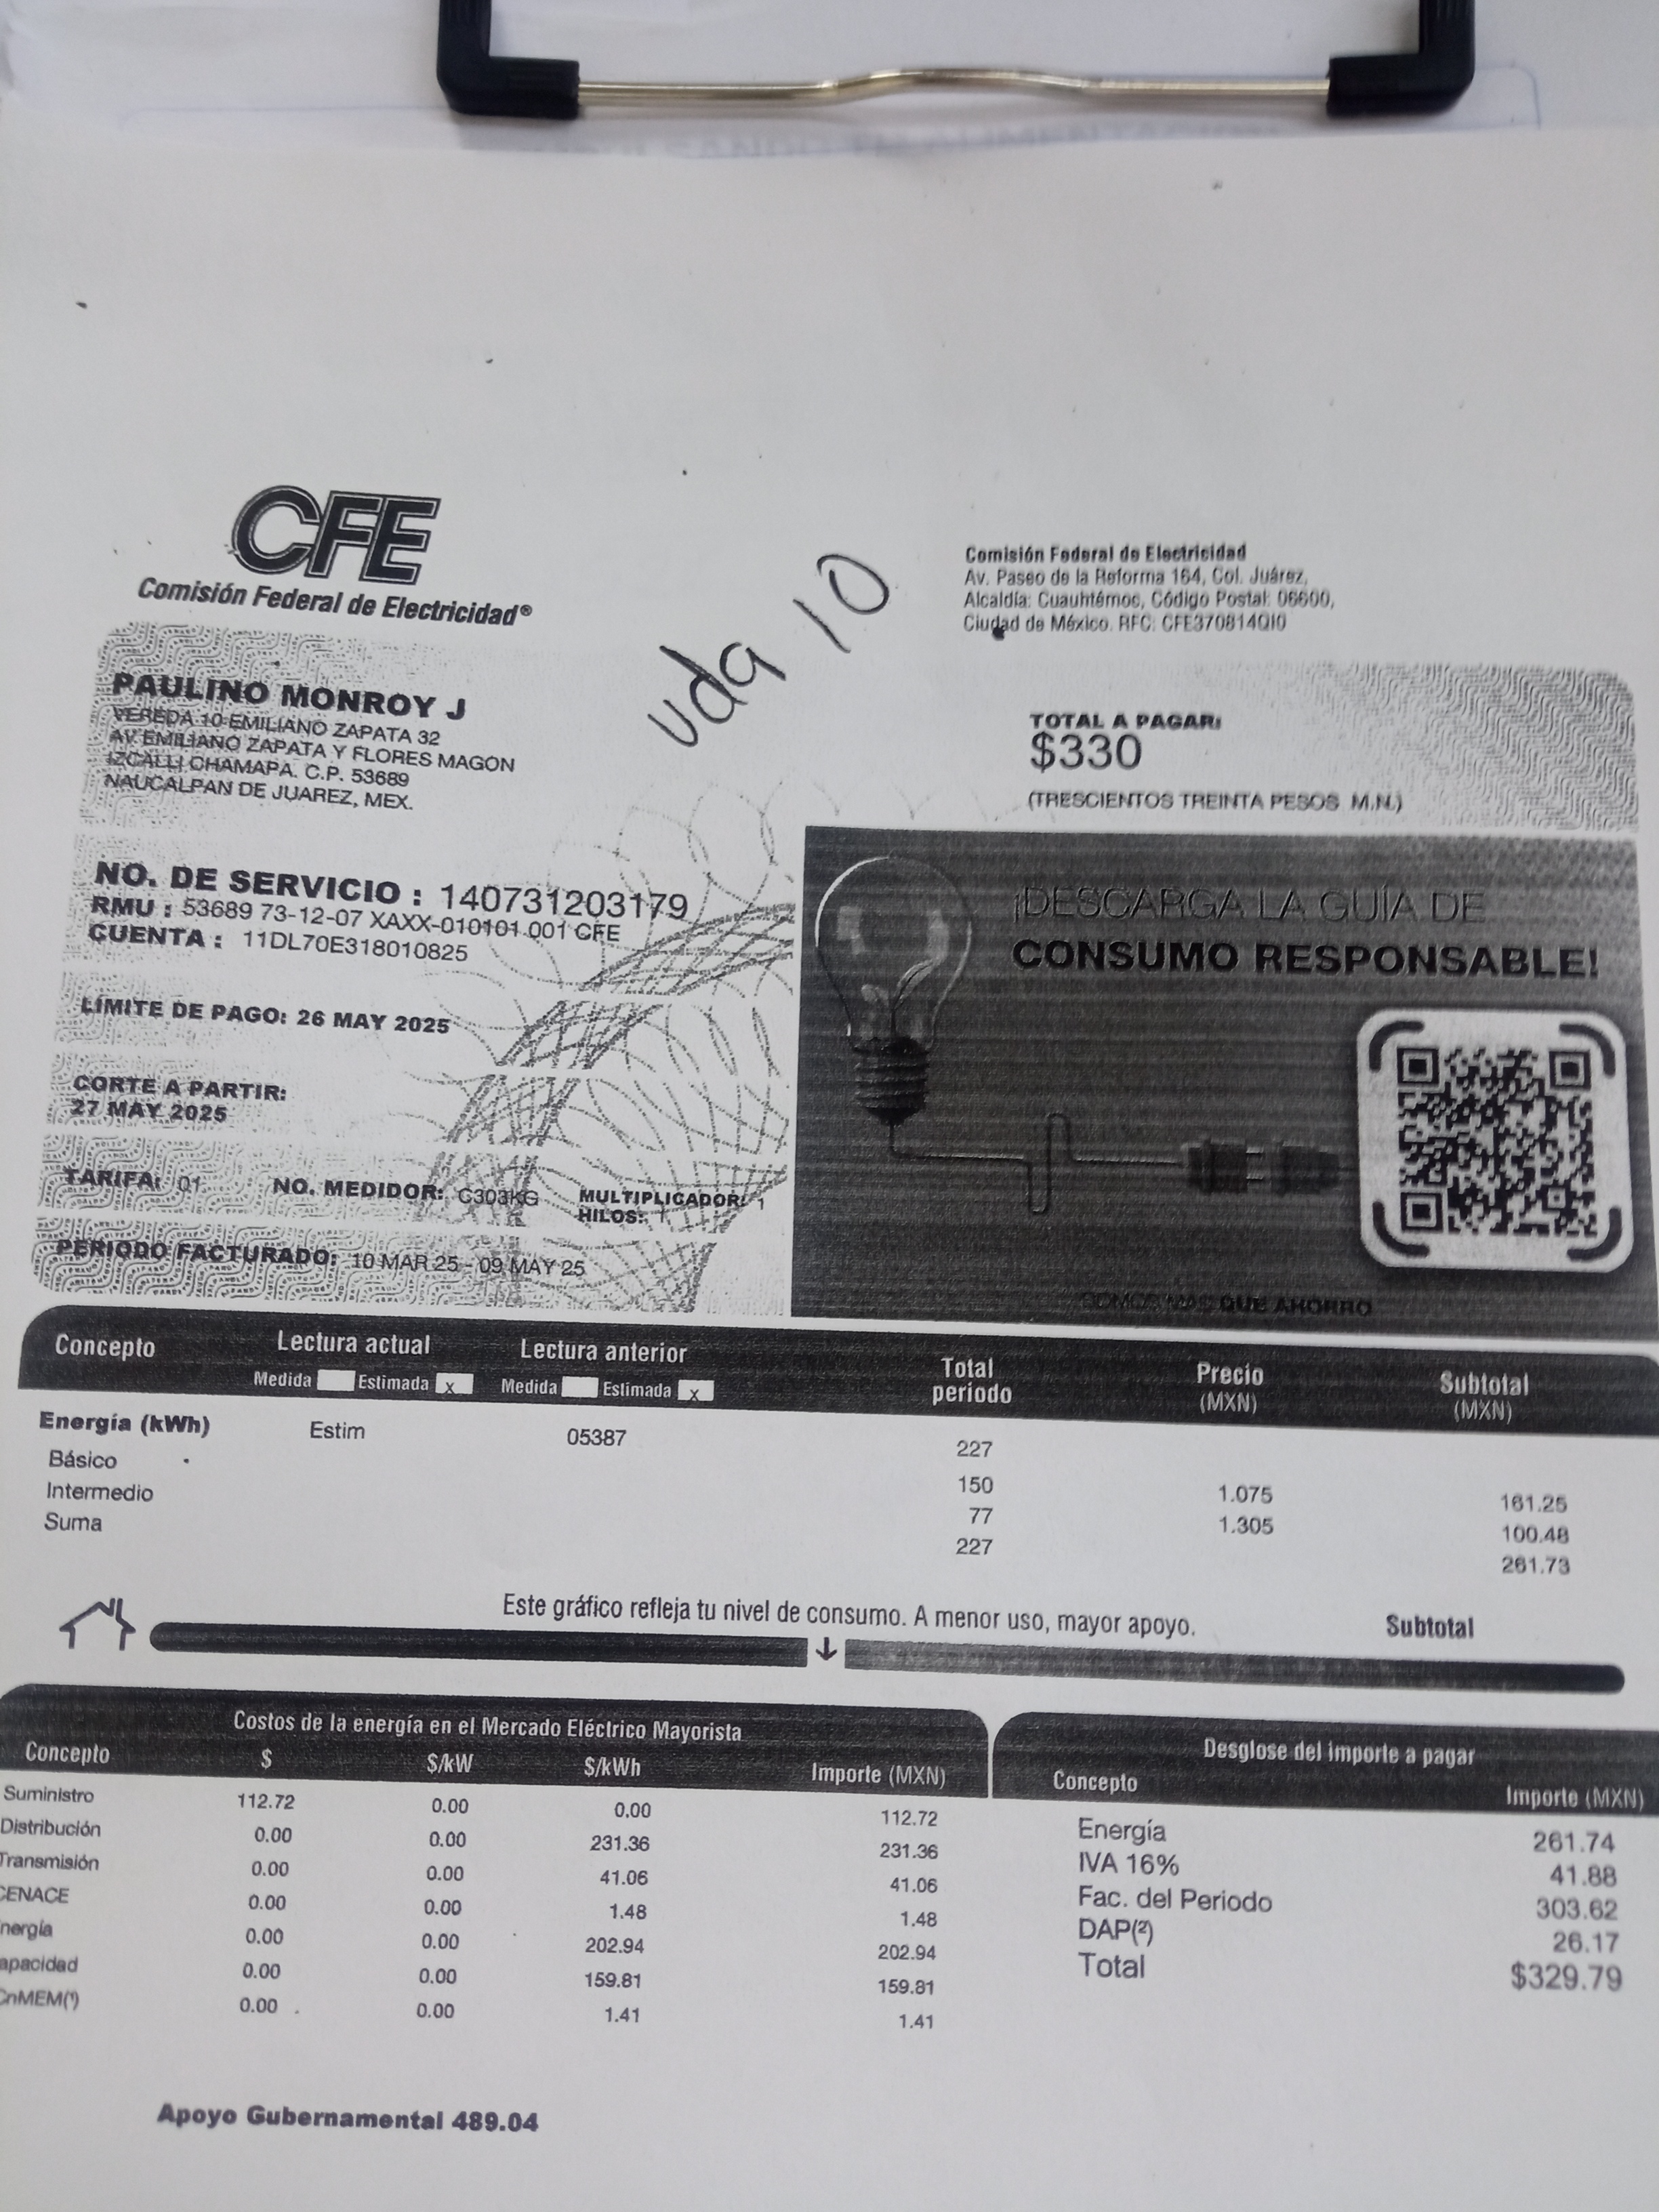 CFE
Comisión Federal de Electricidad®
Comisión Federal de Electricidad
Av. Paseo de la Reforma 164, Col. Juárez,
Alcaldía: Cuauhtémoc, Código Postal: 06600,
Ciudad de México. RFC: CFE370814QI0
vda 10
PAULINO MONROY J
VEREDA 10 EMILIANO ZAPATA 32
AV EMILIANO ZAPATA Y FLORES MAGON
IZCALLI CHAMAPA. C.P. 53689
NAUCALPAN DE JUAREZ, MEX.
TOTAL A PAGAR:
$330
(TRESCIENTOS TREINTA PESOS M.N.)
NO. DE SERVICIO : 140731203179
RMU : 53689 73-12-07 XAXX-010101 001 CFE
CUENTA : 11DL70E318010825
LÍMITE DE PAGO: 26 MAY 2025
CORTE A PARTIR:
27 MAY 2025
TARIFA: 01 NO. MEDIDOR: C303KG MULTIPLICADOR: 1
HILOS: 1
PERIODO FACTURADO: 10 MAR 25 - 09 MAY 25
¡DESCARGA LA GUÍA DE
CONSUMO RESPONSABLE!
SOMOS MÁS QUE AHORRO
Concepto Lectura actual Lectura anterior Total periodo Precio (MXN) Subtotal (MXN)
Medida Estimada x Medida Estimada x
Energía (kWh) Estim 05387 227
Básico 150 1.075 161.25
Intermedio 77 1.305 100.48
Suma 227 261.73
Este gráfico refleja tu nivel de consumo. A menor uso, mayor apoyo. Subtotal
Costos de la energía en el Mercado Eléctrico Mayorista
Concepto $ $/kW $/kWh Importe (MXN)
Suministro 112.72 0.00 0.00 112.72
Distribución 0.00 0.00 231.36 231.36
Transmisión 0.00 0.00 41.06 41.06
CENACE 0.00 0.00 1.48 1.48
nergía 0.00 0.00 202.94 202.94
apacidad 0.00 0.00 159.81 159.81
CnMEM(¹) 0.00 0.00 1.41 1.41
Desglose del importe a pagar
Concepto Importe (MXN)
Energía 261.74
IVA 16% 41.88
Fac. del Periodo 303.62
DAP(²) 26.17
Total $329.79
Apoyo Gubernamental 489.04